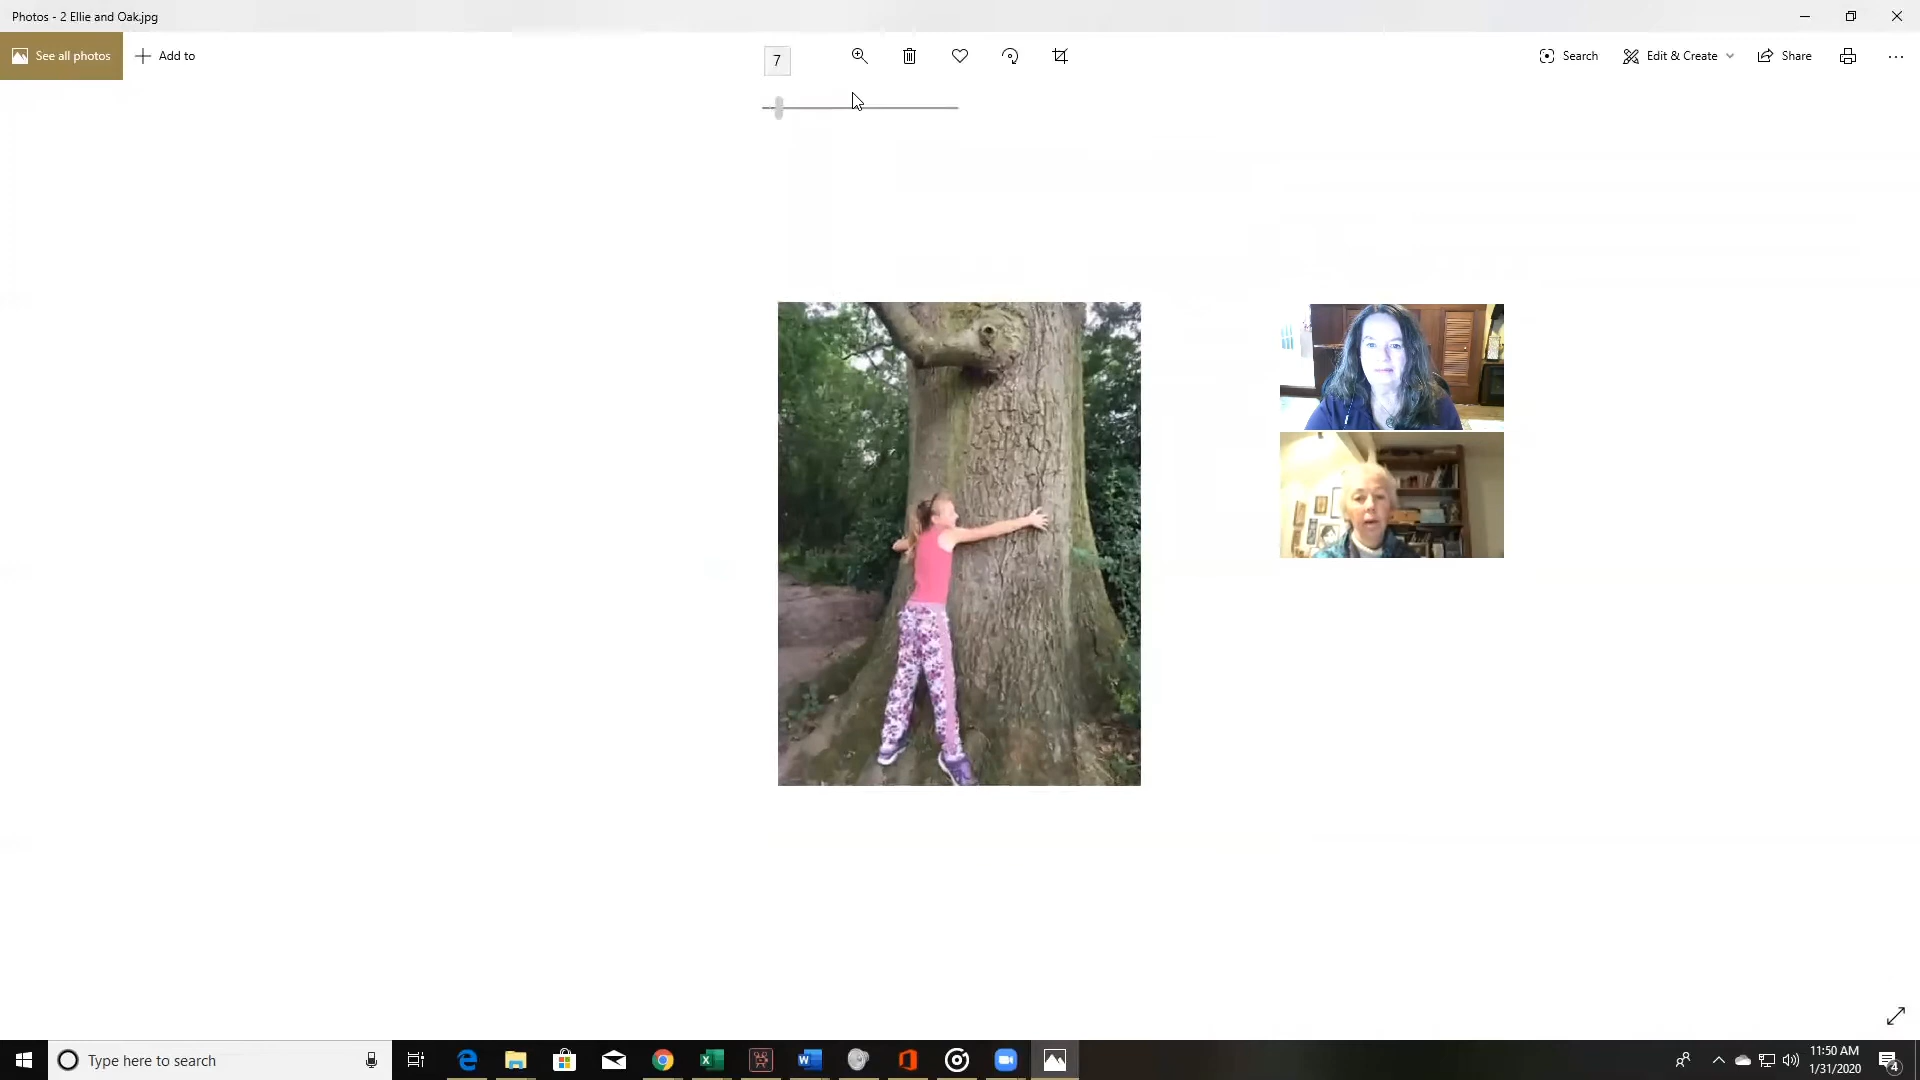 Photos - 2 Ellie and Oak.jpg
See all photos
Add to
7
Search
Edit & Create
Share
Type here to search
11:50 AM
1/31/2020
4